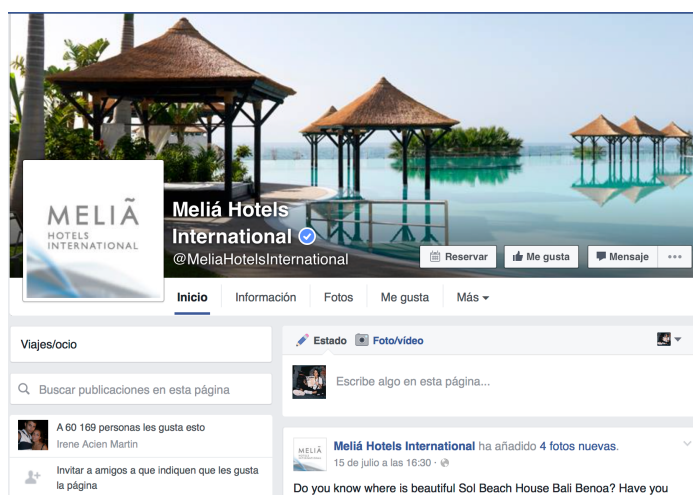 MELIÃ
HOTELS
INTERNATIONAL
Meliá Hotels
International
@MeliaHotelsInternational
Reservar
Me gusta
Mensaje
Inicio
Información
Fotos
Me gusta
Más
Viajes/ocio
Buscar publicaciones en esta página
A 60 169 personas les gusta esto
Irene Acien Martin
Invitar a amigos a que indiquen que les gusta
la página
Estado
Foto/vídeo
Escribe algo en esta página...
MELIÃ
Meliá Hotels International ha añadido 4 fotos nuevas.
15 de julio a las 16:30 ·
Do you know where is beautiful Sol Beach House Bali Benoa? Have you